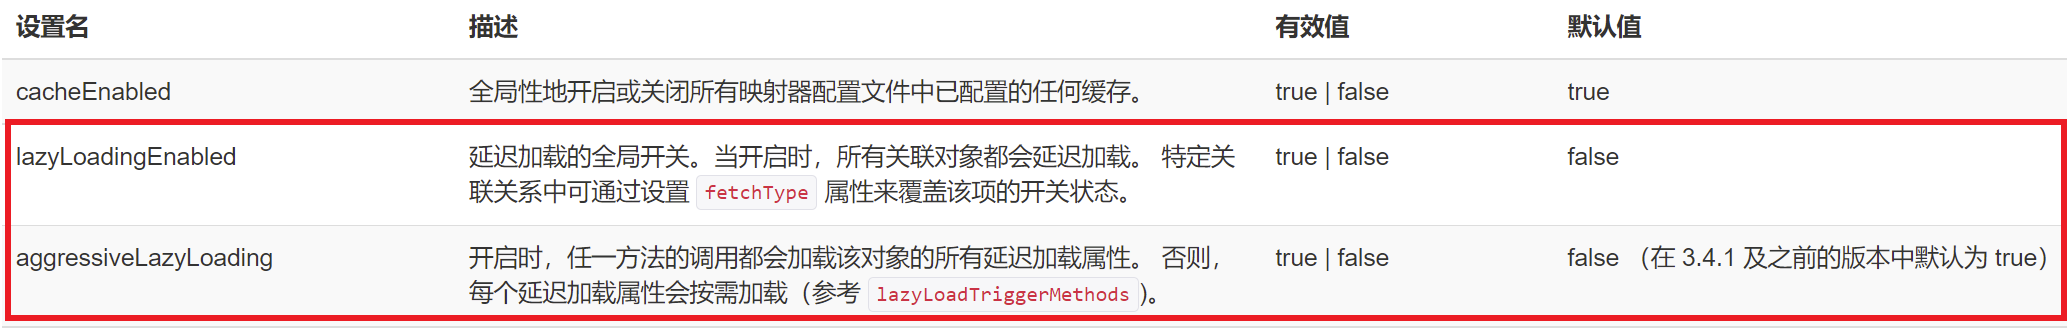 设置名 描述 有效值 默认值
cacheEnabled 全局性地开启或关闭所有映射器配置文件中已配置的任何缓存。 true | false true
lazyLoadingEnabled 延迟加载的全局开关。当开启时，所有关联对象都会延迟加载。 特定关 true | false false
联关系中可通过设置 fetchType 属性来覆盖该项的开关状态。
aggressiveLazyLoading 开启时，任一方法的调用都会加载该对象的所有延迟加载属性。 否则， true | false false （在 3.4.1 及之前的版本中默认为 true）
每个延迟加载属性会按需加载（参考 lazyLoadTriggerMethods)。